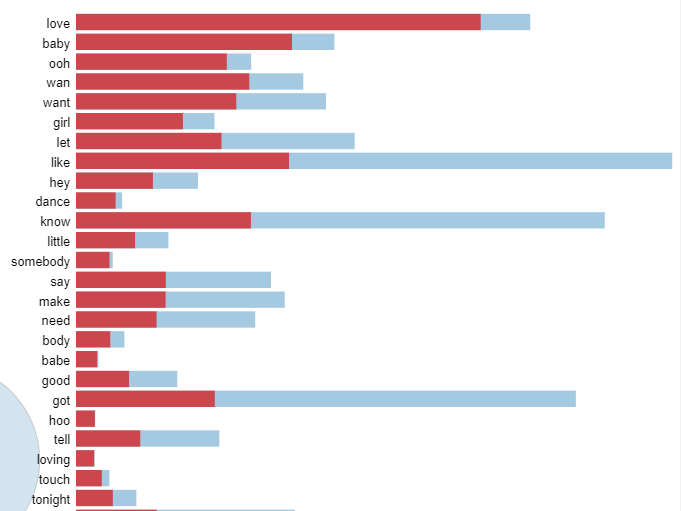 love
baby
ooh
wan
want
girl
let
like
hey
dance
know
little
somebody
say
make
need
body
babe
good
got
hoo
tell
loving
touch
tonight